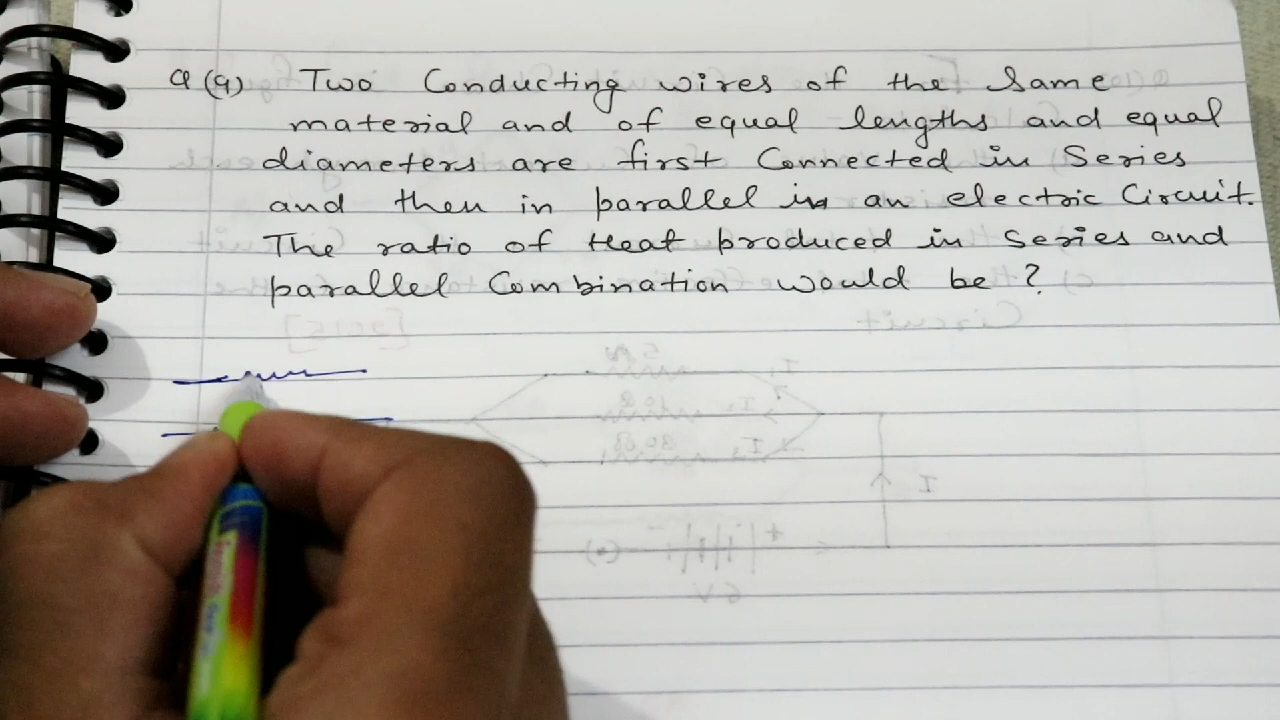 Q (9) Two Conducting wires of the Same
material and of equal lengths and equal
diameters are first Connected in Series
and then in parallel in an electric Circuit.
The ratio of Heat produced in Series and
parallel Combination would be ?